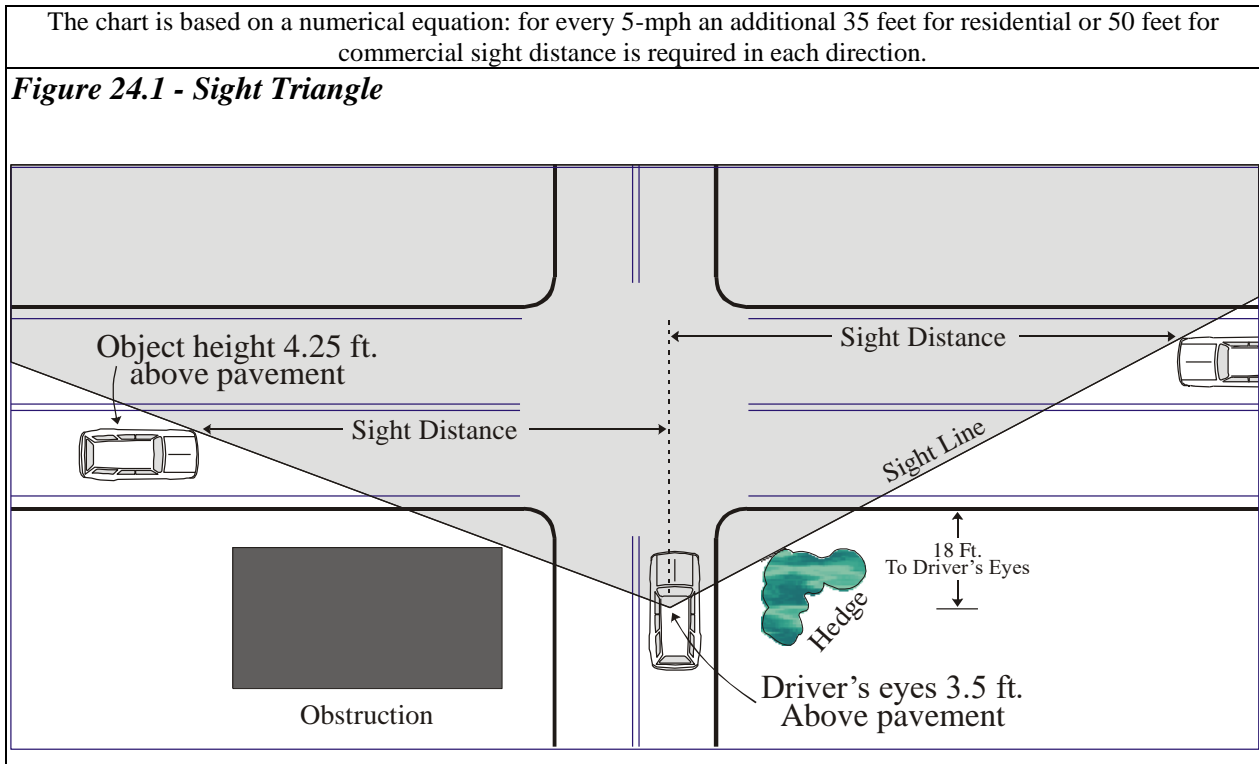 The chart is based on a numerical equation: for every 5-mph an additional 35 feet for residential or 50 feet for
commercial sight distance is required in each direction.
Figure 24.1 - Sight Triangle
Object height 4.25 ft.
above pavement
Sight Distance
Sight Distance
Sight Line
18 Ft.
To Driver's Eyes
Hedge
Obstruction
Driver's eyes 3.5 ft.
Above pavement